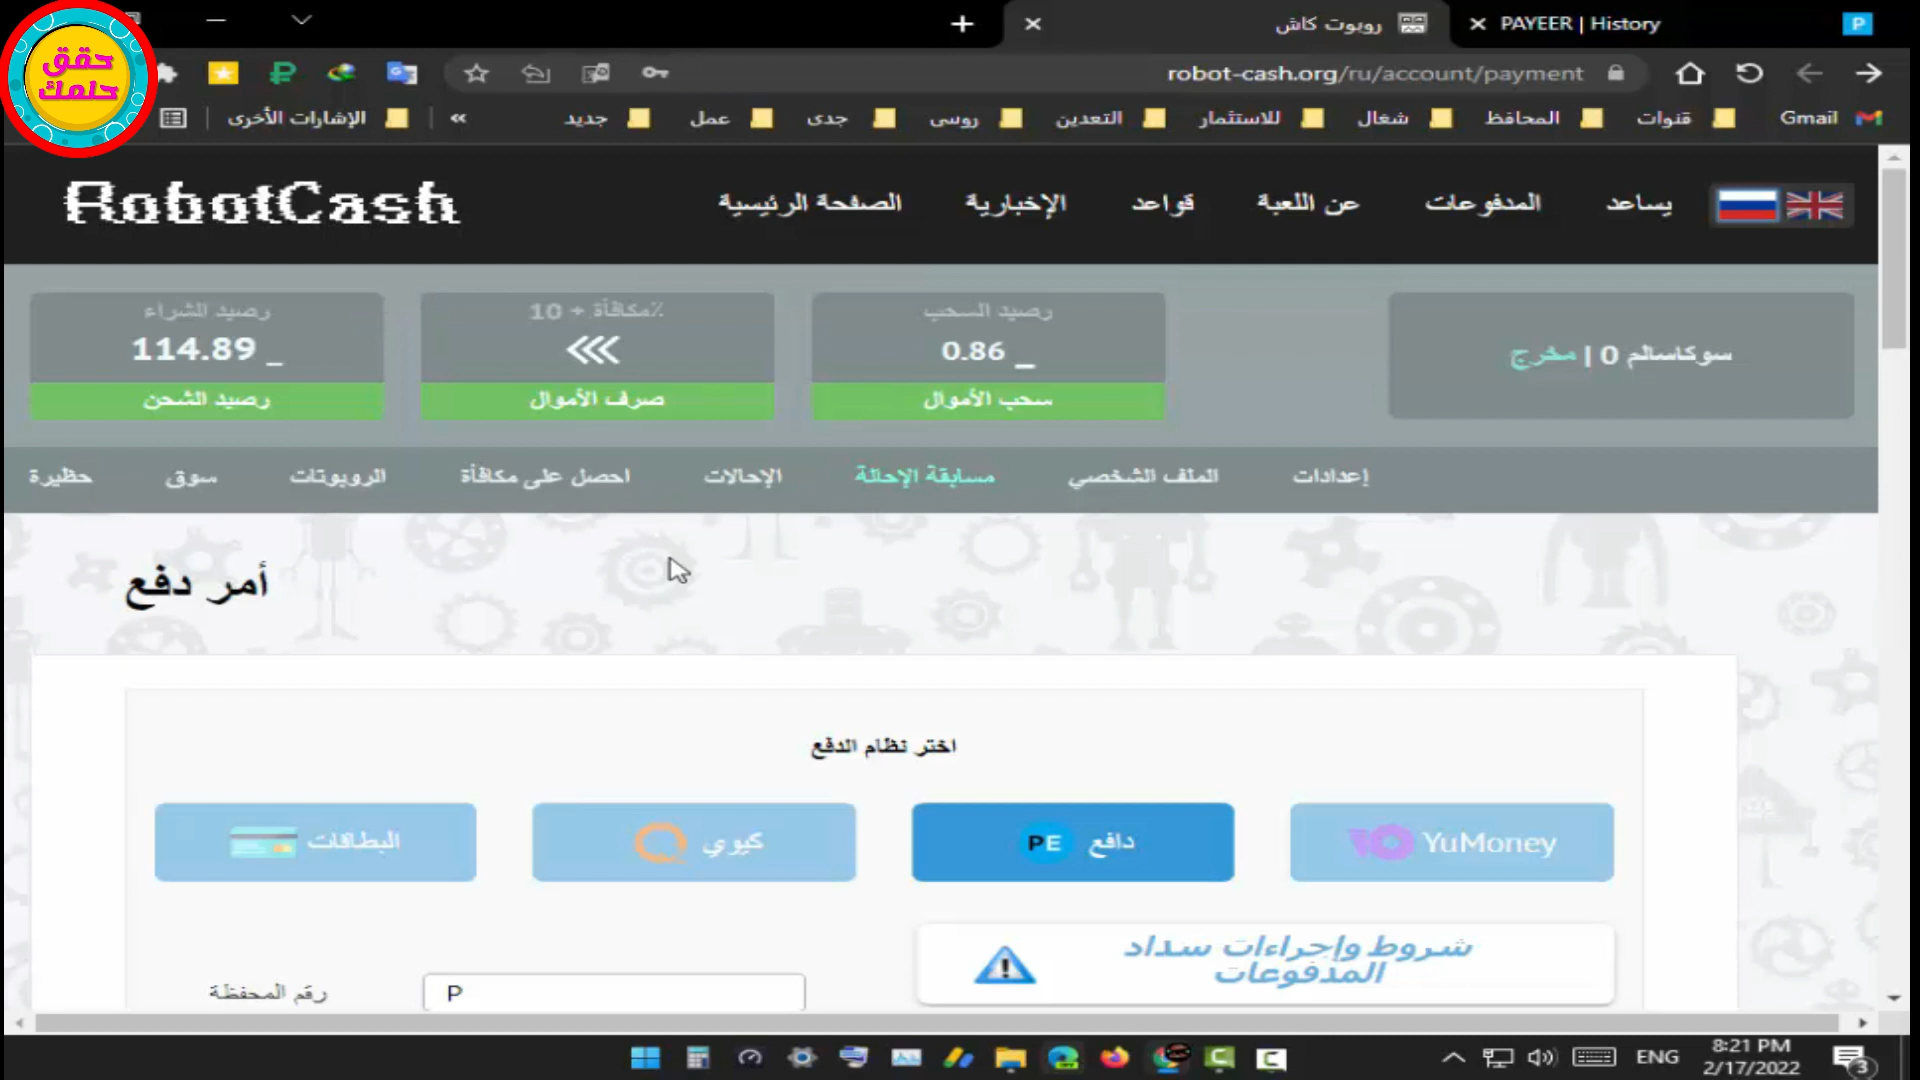 حقق
حلمك
روبوت كاش
PAYEER | History
robot-cash.org/ru/account/payment
Gmail
قنوات
المحافظ
شغال
للاستثمار
التعدين
روسى
جدى
عمل
جديد
»
الإشارات الأخرى
RobotCash
الصفحة الرئيسية
الإخبارية
قواعد
عن اللعبة
المدفوعات
يساعد
رصيد الشراء
114.89 _
رصيد الشحن
٪مكافأة + 10
صرف الأموال
رصيد السحب
0.86 _
سحب الأموال
سوكاسالم 0 | مخرج
حظيرة
سوق
الروبوتات
احصل على مكافأة
الإحالات
مسابقة الإحالة
الملف الشخصي
إعدادات
أمر دفع
اختر نظام الدفع
البطاقات
كيوي
دافع PE
YuMoney
شروط وإجراءات سداد
المدفوعات
رقم المحفظة
P
ENG
8:21 PM
2/17/2022
3